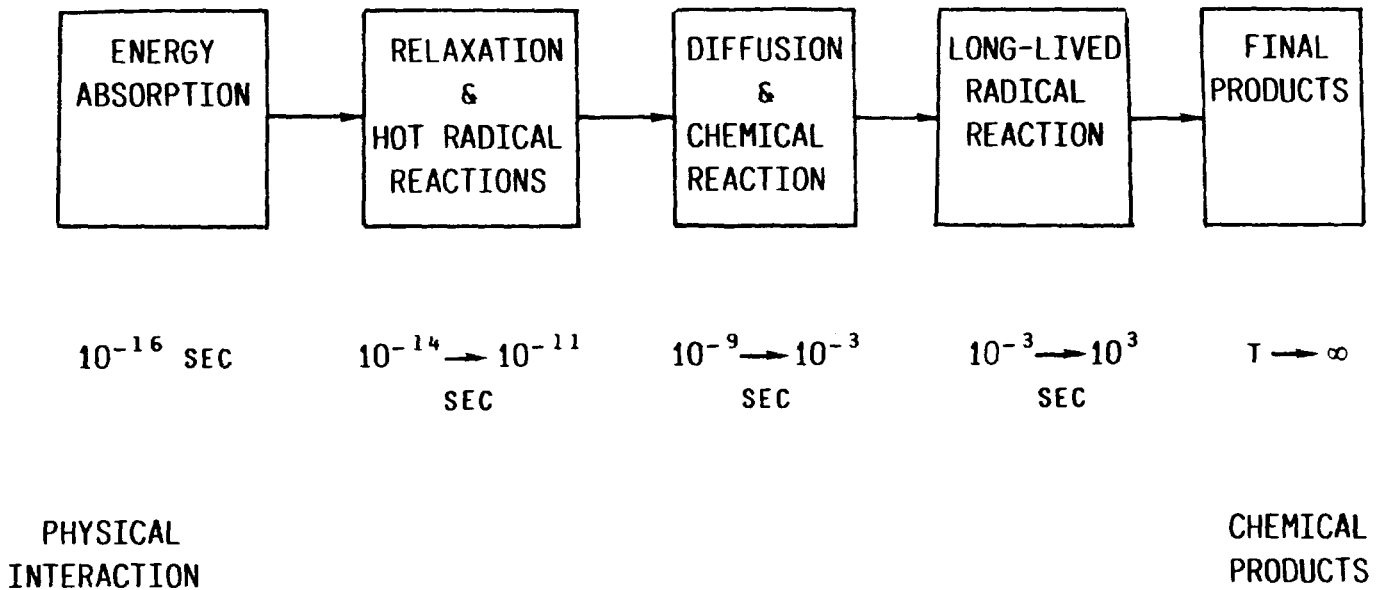 ENERGY
ABSORPTION
RELAXATION
&
HOT RADICAL
REACTIONS
DIFFUSION
&
CHEMICAL
REACTION
LONG-LIVED
RADICAL
REACTION
FINAL
PRODUCTS
10⁻¹⁶ SEC
10⁻¹⁴ → 10⁻¹¹
SEC
10⁻⁹ → 10⁻³
SEC
10⁻³ → 10³
SEC
T → ∞
PHYSICAL
INTERACTION
CHEMICAL
PRODUCTS